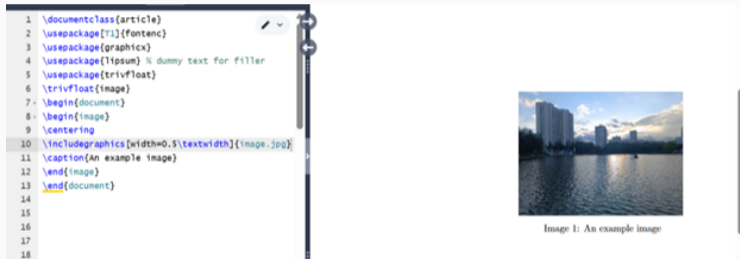 1 \documentclass{article}
2 \usepackage[T1]{fontenc}
3 \usepackage{graphicx}
4 \usepackage{lipsum} % dummy text for filler
5 \usepackage{trivfloat}
6 \trivfloat{image}
7 \begin{document}
8 \begin{image}
9 \centering
10 \includegraphics[width=0.5\textwidth]{image.jpg}
11 \caption{An example image}
12 \end{image}
13 \end{document}
14
15
16
17
18
Image 1: An example image